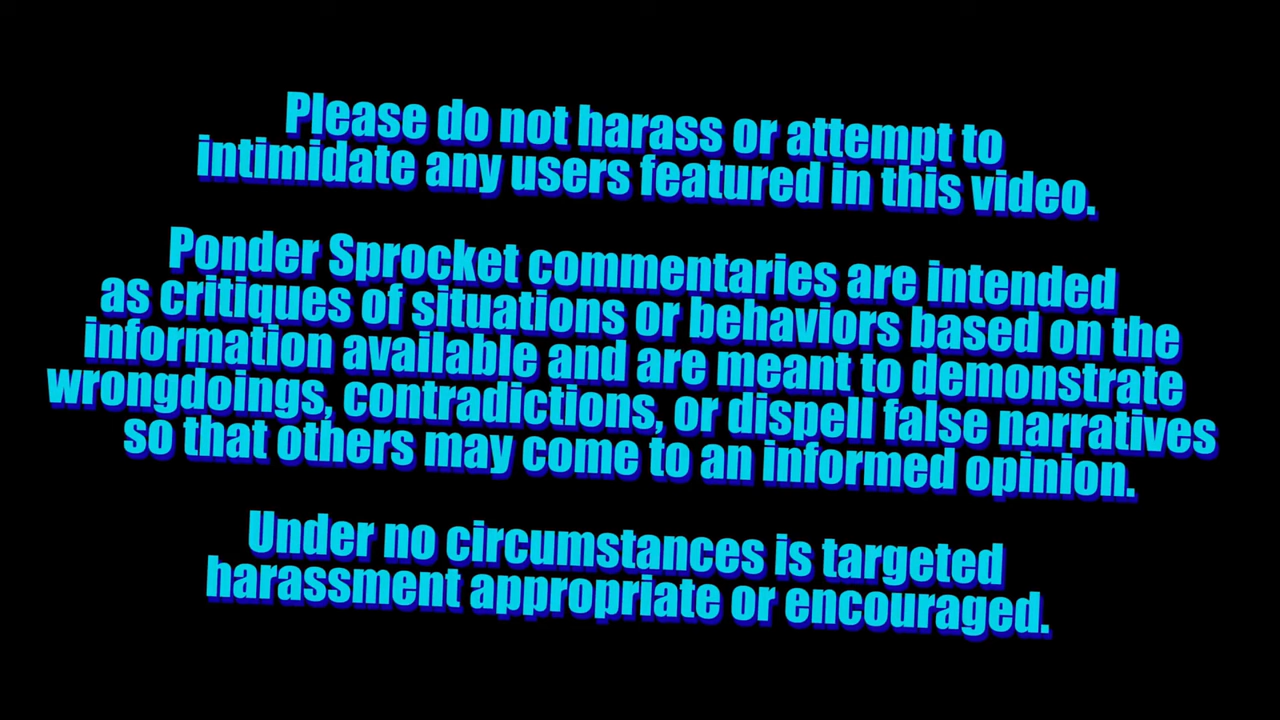 Please do not harass or attempt to
intimidate any users featured in this video.
Ponder Sprocket commentaries are intended
as critiques of situations or behaviors based on the
information available and are meant to demonstrate
wrongdoings, contradictions, or dispell false narratives
so that others may come to an informed opinion.
Under no circumstances is targeted
harassment appropriate or encouraged.